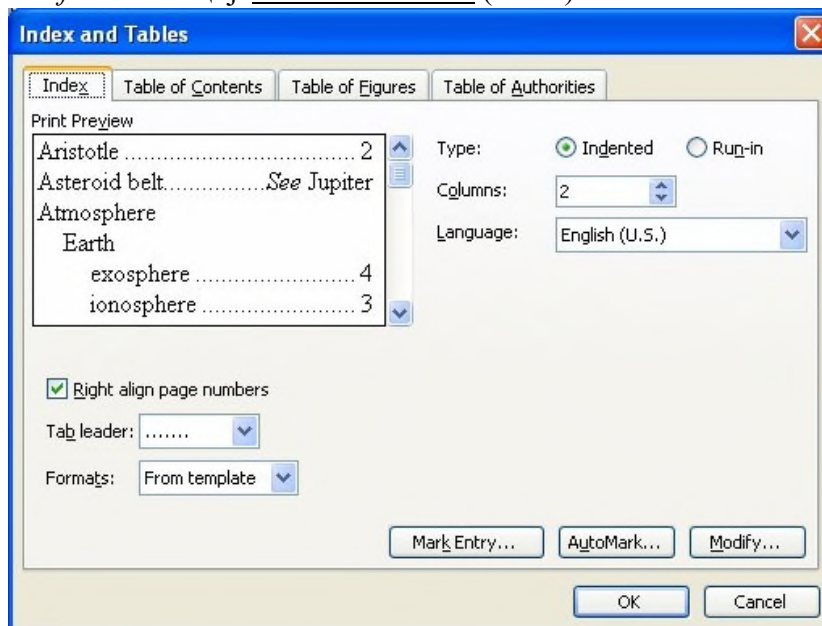 Index and Tables
Index Table of Contents Table of Figures Table of Authorities
Print Preview
Aristotle ............................... 2
Asteroid belt...............See Jupiter
Atmosphere
Earth
exosphere ........................ 4
ionosphere ....................... 3
Type: Indented Run-in
Columns: 2
Language: English (U.S.)
Right align page numbers
Tab leader: .......
Formats: From template
Mark Entry... AutoMark... Modify...
OK Cancel